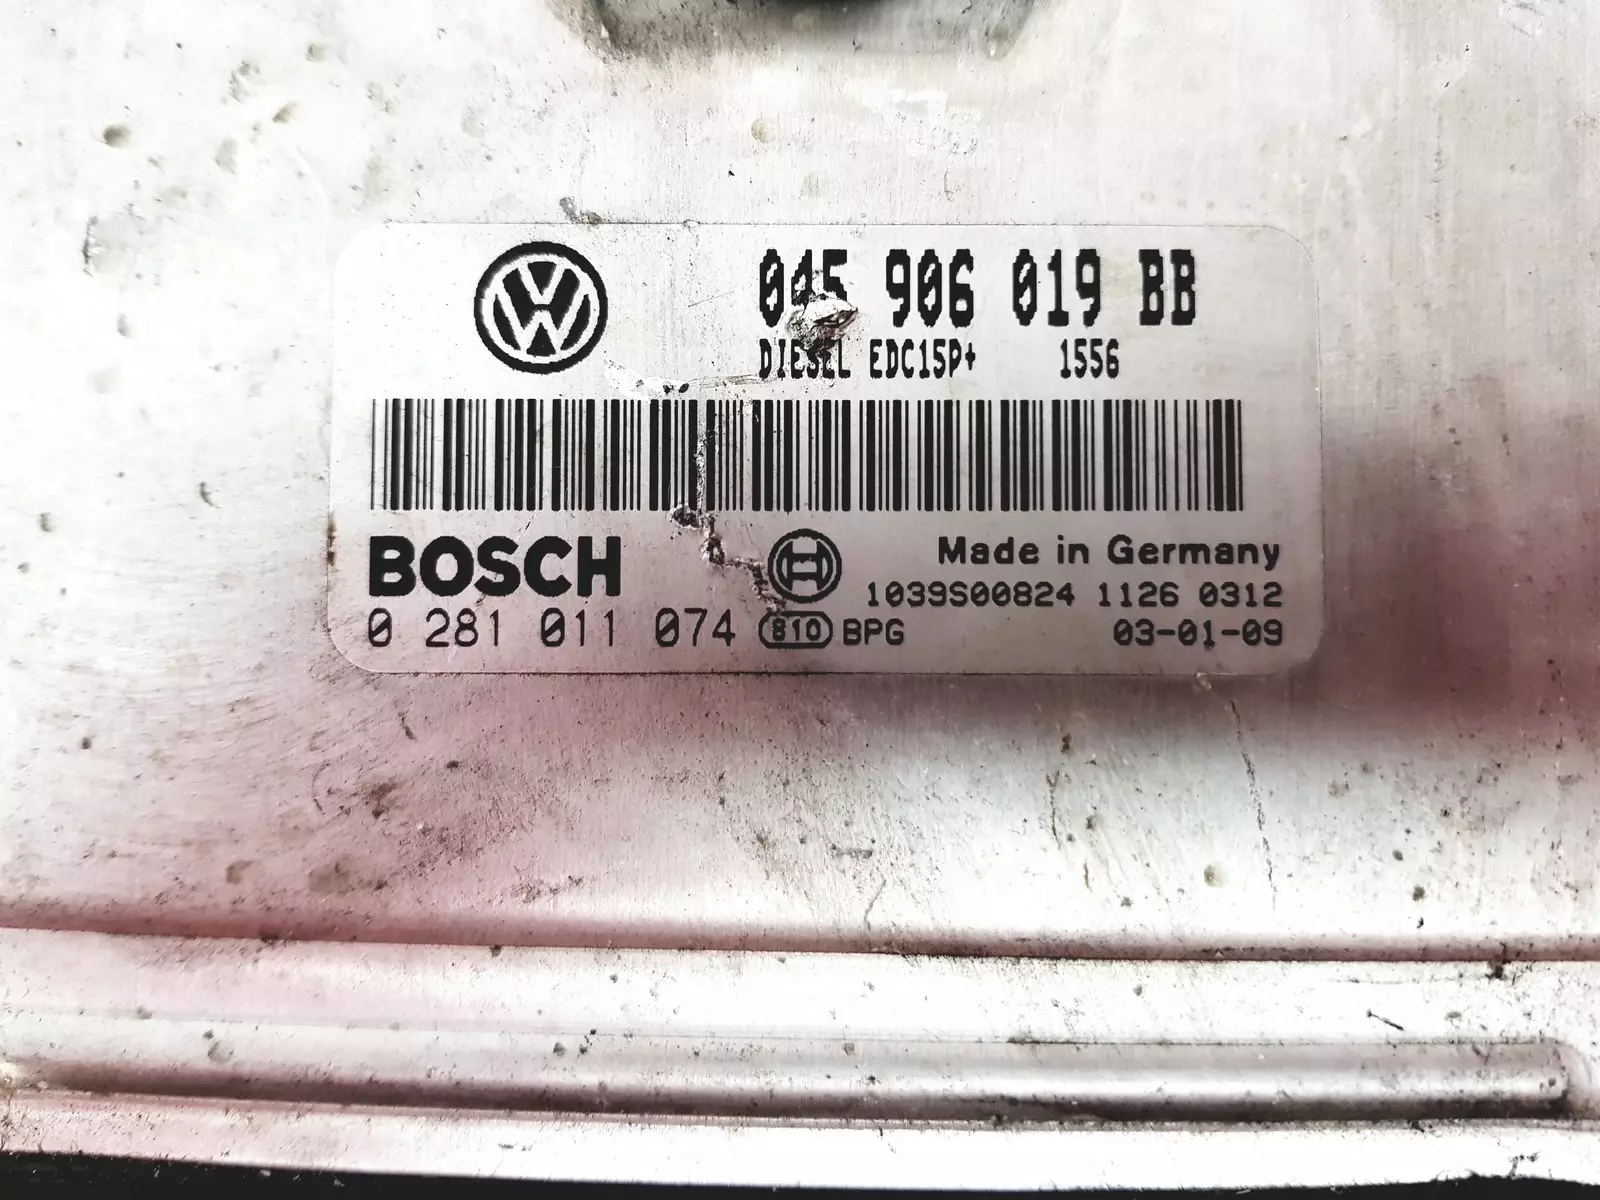 045 906 019 BB
DIESEL EDC15P+ 1556
BOSCH
Made in Germany
1039S00824 1126 0312
0 281 011 074 810 BPG 03-01-09